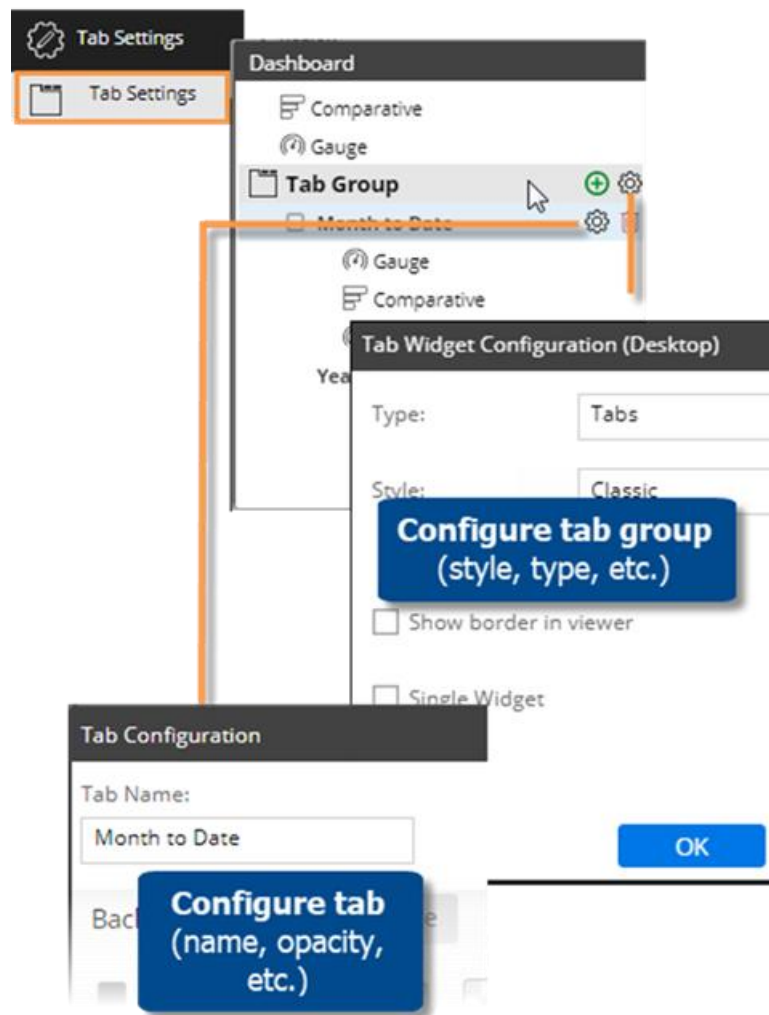 Tab Settings
Tab Settings
Dashboard
Comparative
Gauge
Tab Group
Month to Date
Gauge
Comparative
Tab Widget Configuration (Desktop)
Type:
Tabs
Style:
Classic
Configure tab group
(style, type, etc.)
Show border in viewer
Single Widget
Tab Configuration
Tab Name:
Month to Date
OK
Configure tab
(name, opacity,
etc.)